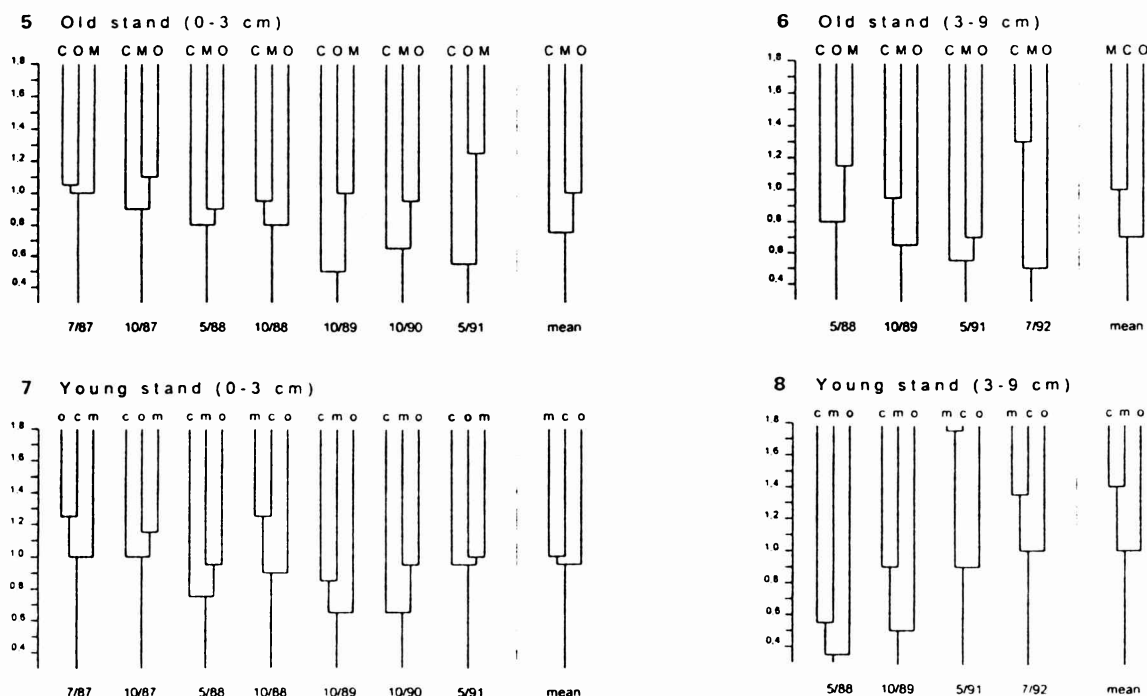 5 Old stand (0-3 cm)
C O M C M O C M O C M O C O M C M O C O M C M O
1.8
1.6
1.4
1.2
1.0
0.8
0.6
0.4
7/87 10/87 5/88 10/88 10/89 10/90 5/91 mean
6 Old stand (3-9 cm)
C O M C M O C M O C M O M C O
1.8
1.6
1.4
1.2
1.0
0.8
0.6
0.4
5/88 10/89 5/91 7/92 mean
7 Young stand (0-3 cm)
o c m c o m c m o m c o c m o c m o c o m m c o
1.8
1.6
1.4
1.2
1.0
0.8
0.6
0.4
7/87 10/87 5/88 10/88 10/89 10/90 5/91 mean
8 Young stand (3-9 cm)
c m o c m o m c o m c o c m o
1.8
1.6
1.4
1.2
1.0
0.8
0.6
0.4
5/88 10/89 5/91 7/92 mean